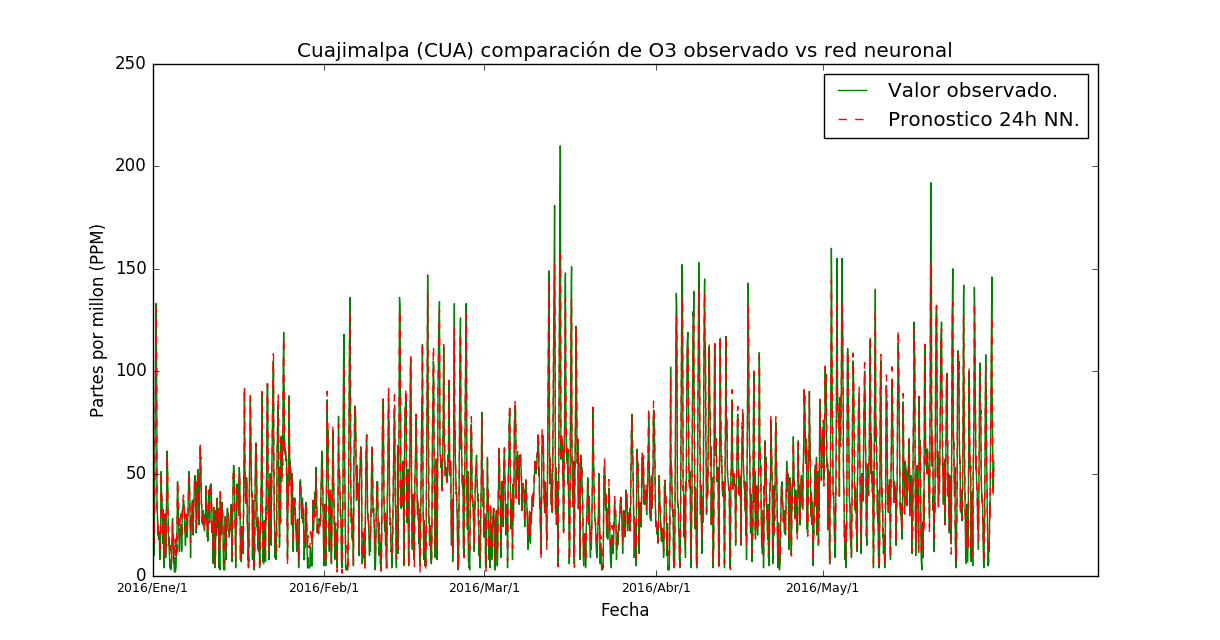 Cuajimalpa (CUA) comparación de O3 observado vs red neuronal
250
200
150
100
50
0
Partes por millon (PPM)
Valor observado.
Pronostico 24h NN.
2016/Ene/1
2016/Feb/1
2016/Mar/1
2016/Abr/1
2016/May/1
Fecha